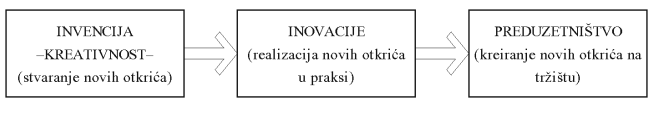 INVENCIJA
–KREATIVNOST–
(stvaranje novih otkrića)
INOVACIJE
(realizacija novih otkrića
u praksi)
PREDUZETNIŠTVO
(kreiranje novih otkrića na
tržištu)